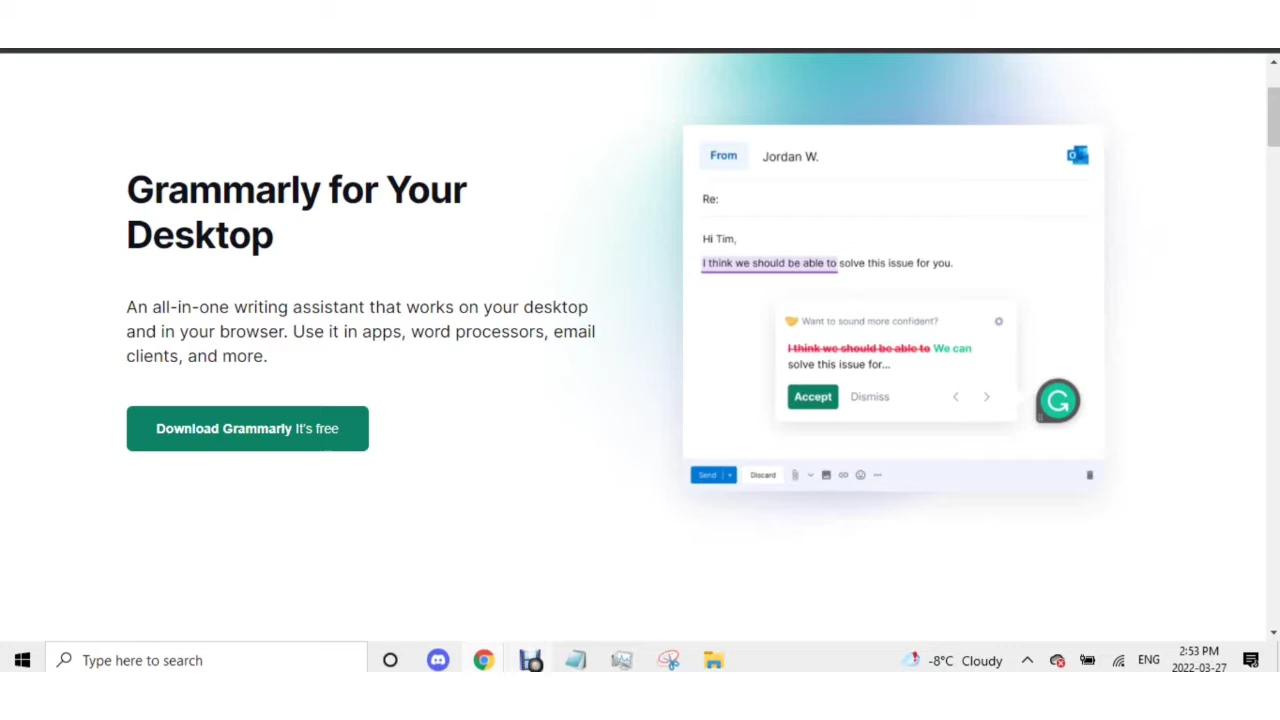 Grammarly for Your
Desktop
An all-in-one writing assistant that works on your desktop
and in your browser. Use it in apps, word processors, email
clients, and more.
Download Grammarly It's free
From Jordan W.
Re:
Hi Tim,
I think we should be able to solve this issue for you.
Want to sound more confident?
I think we should be able to We can
solve this issue for...
Accept Dismiss
Send Discard
Type here to search
-8°C Cloudy
ENG
2:53 PM
2022-03-27